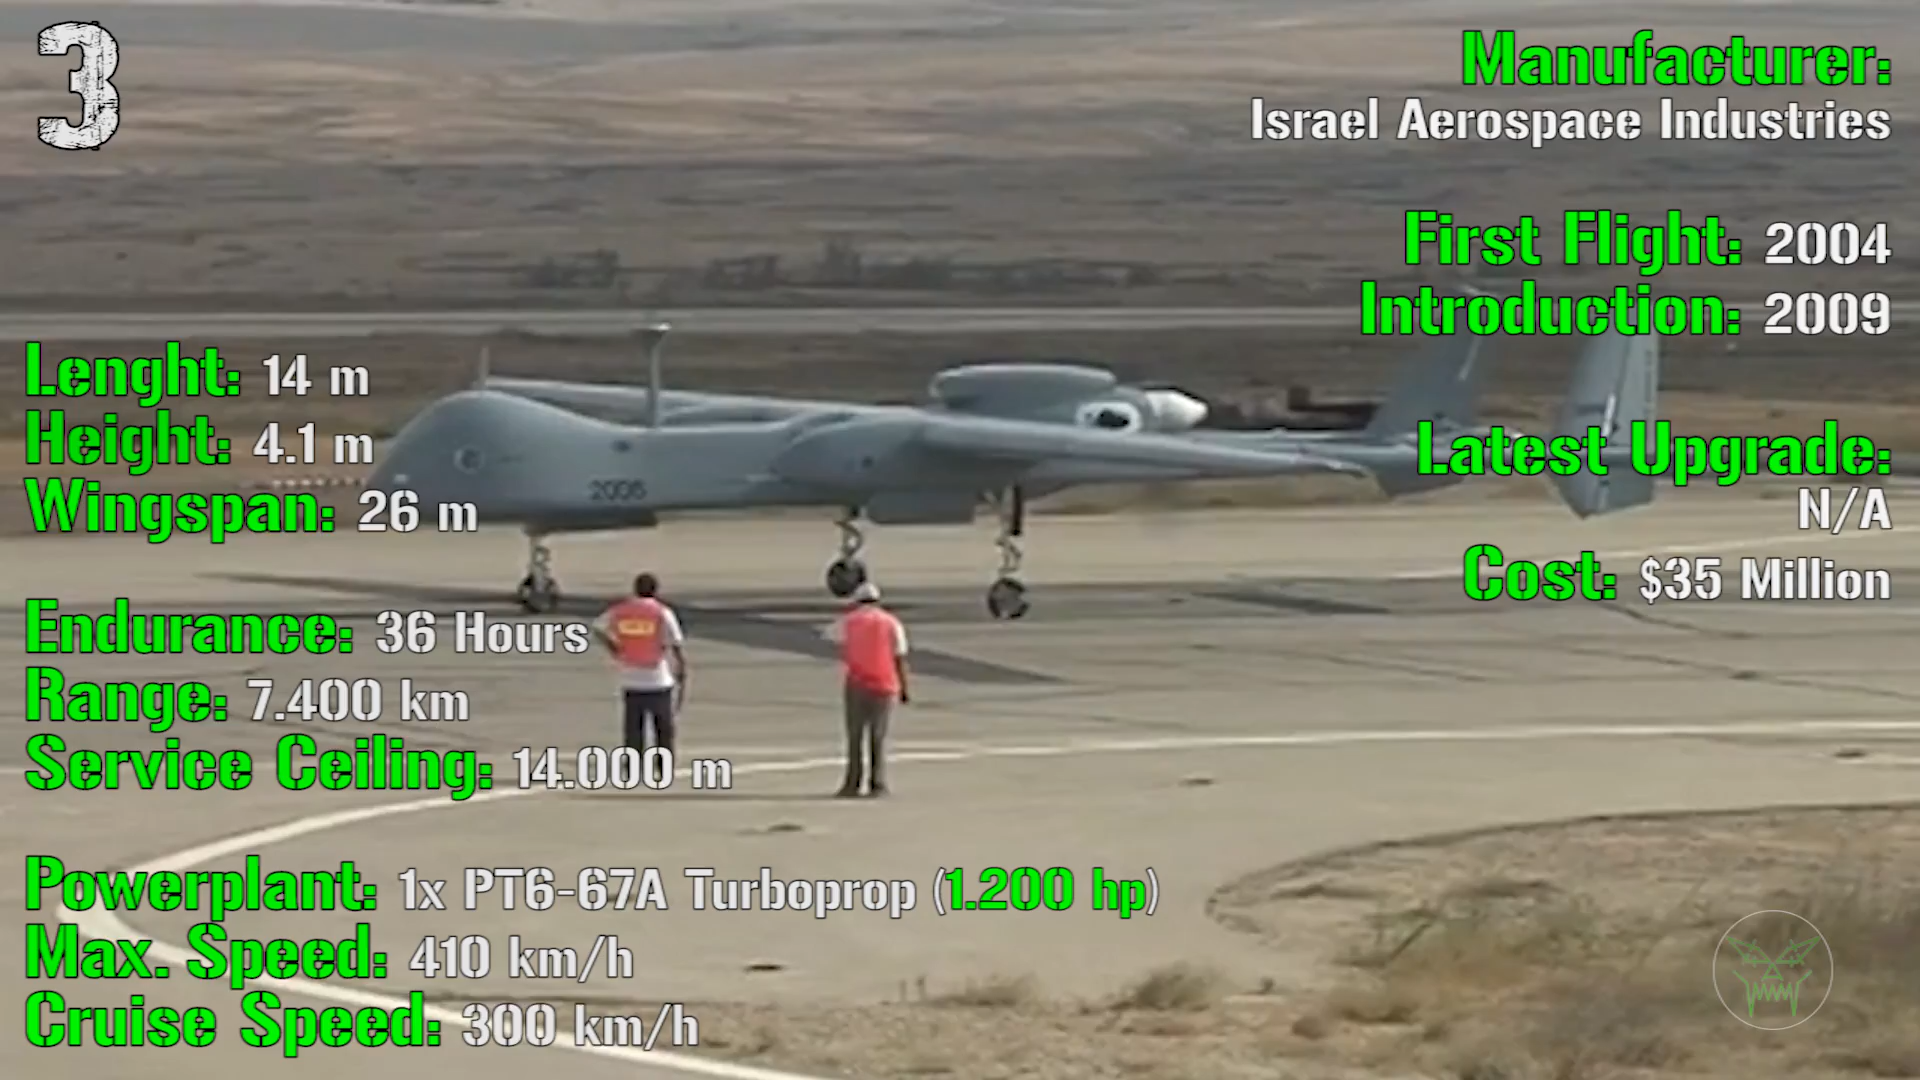 3
Manufacturer:
Israel Aerospace Industries
First Flight: 2004
Introduction: 2009
Lenght: 14 m
Height: 4.1 m
Wingspan: 26 m
Latest Upgrade:
N/A
Cost: $35 Million
Endurance: 36 Hours
Range: 7.400 km
Service Ceiling: 14.000 m
Powerplant: 1x PT6-67A Turboprop (1.200 hp)
Max. Speed: 410 km/h
Cruise Speed: 300 km/h